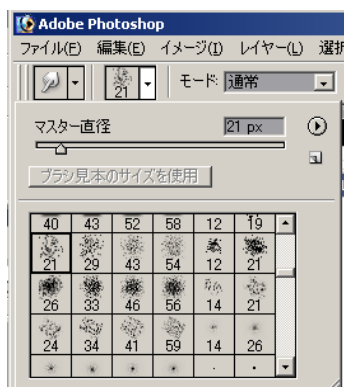 Adobe Photoshop
ファイル(F) 編集(E) イメージ(I) レイヤー(L) 選択
21 モード: 通常
マスター直径 21 px
ブラシ見本のサイズを使用
40 43 52 58 12 19
21 29 43 54 12 21
26 33 46 56 14 21
24 34 41 59 14 26